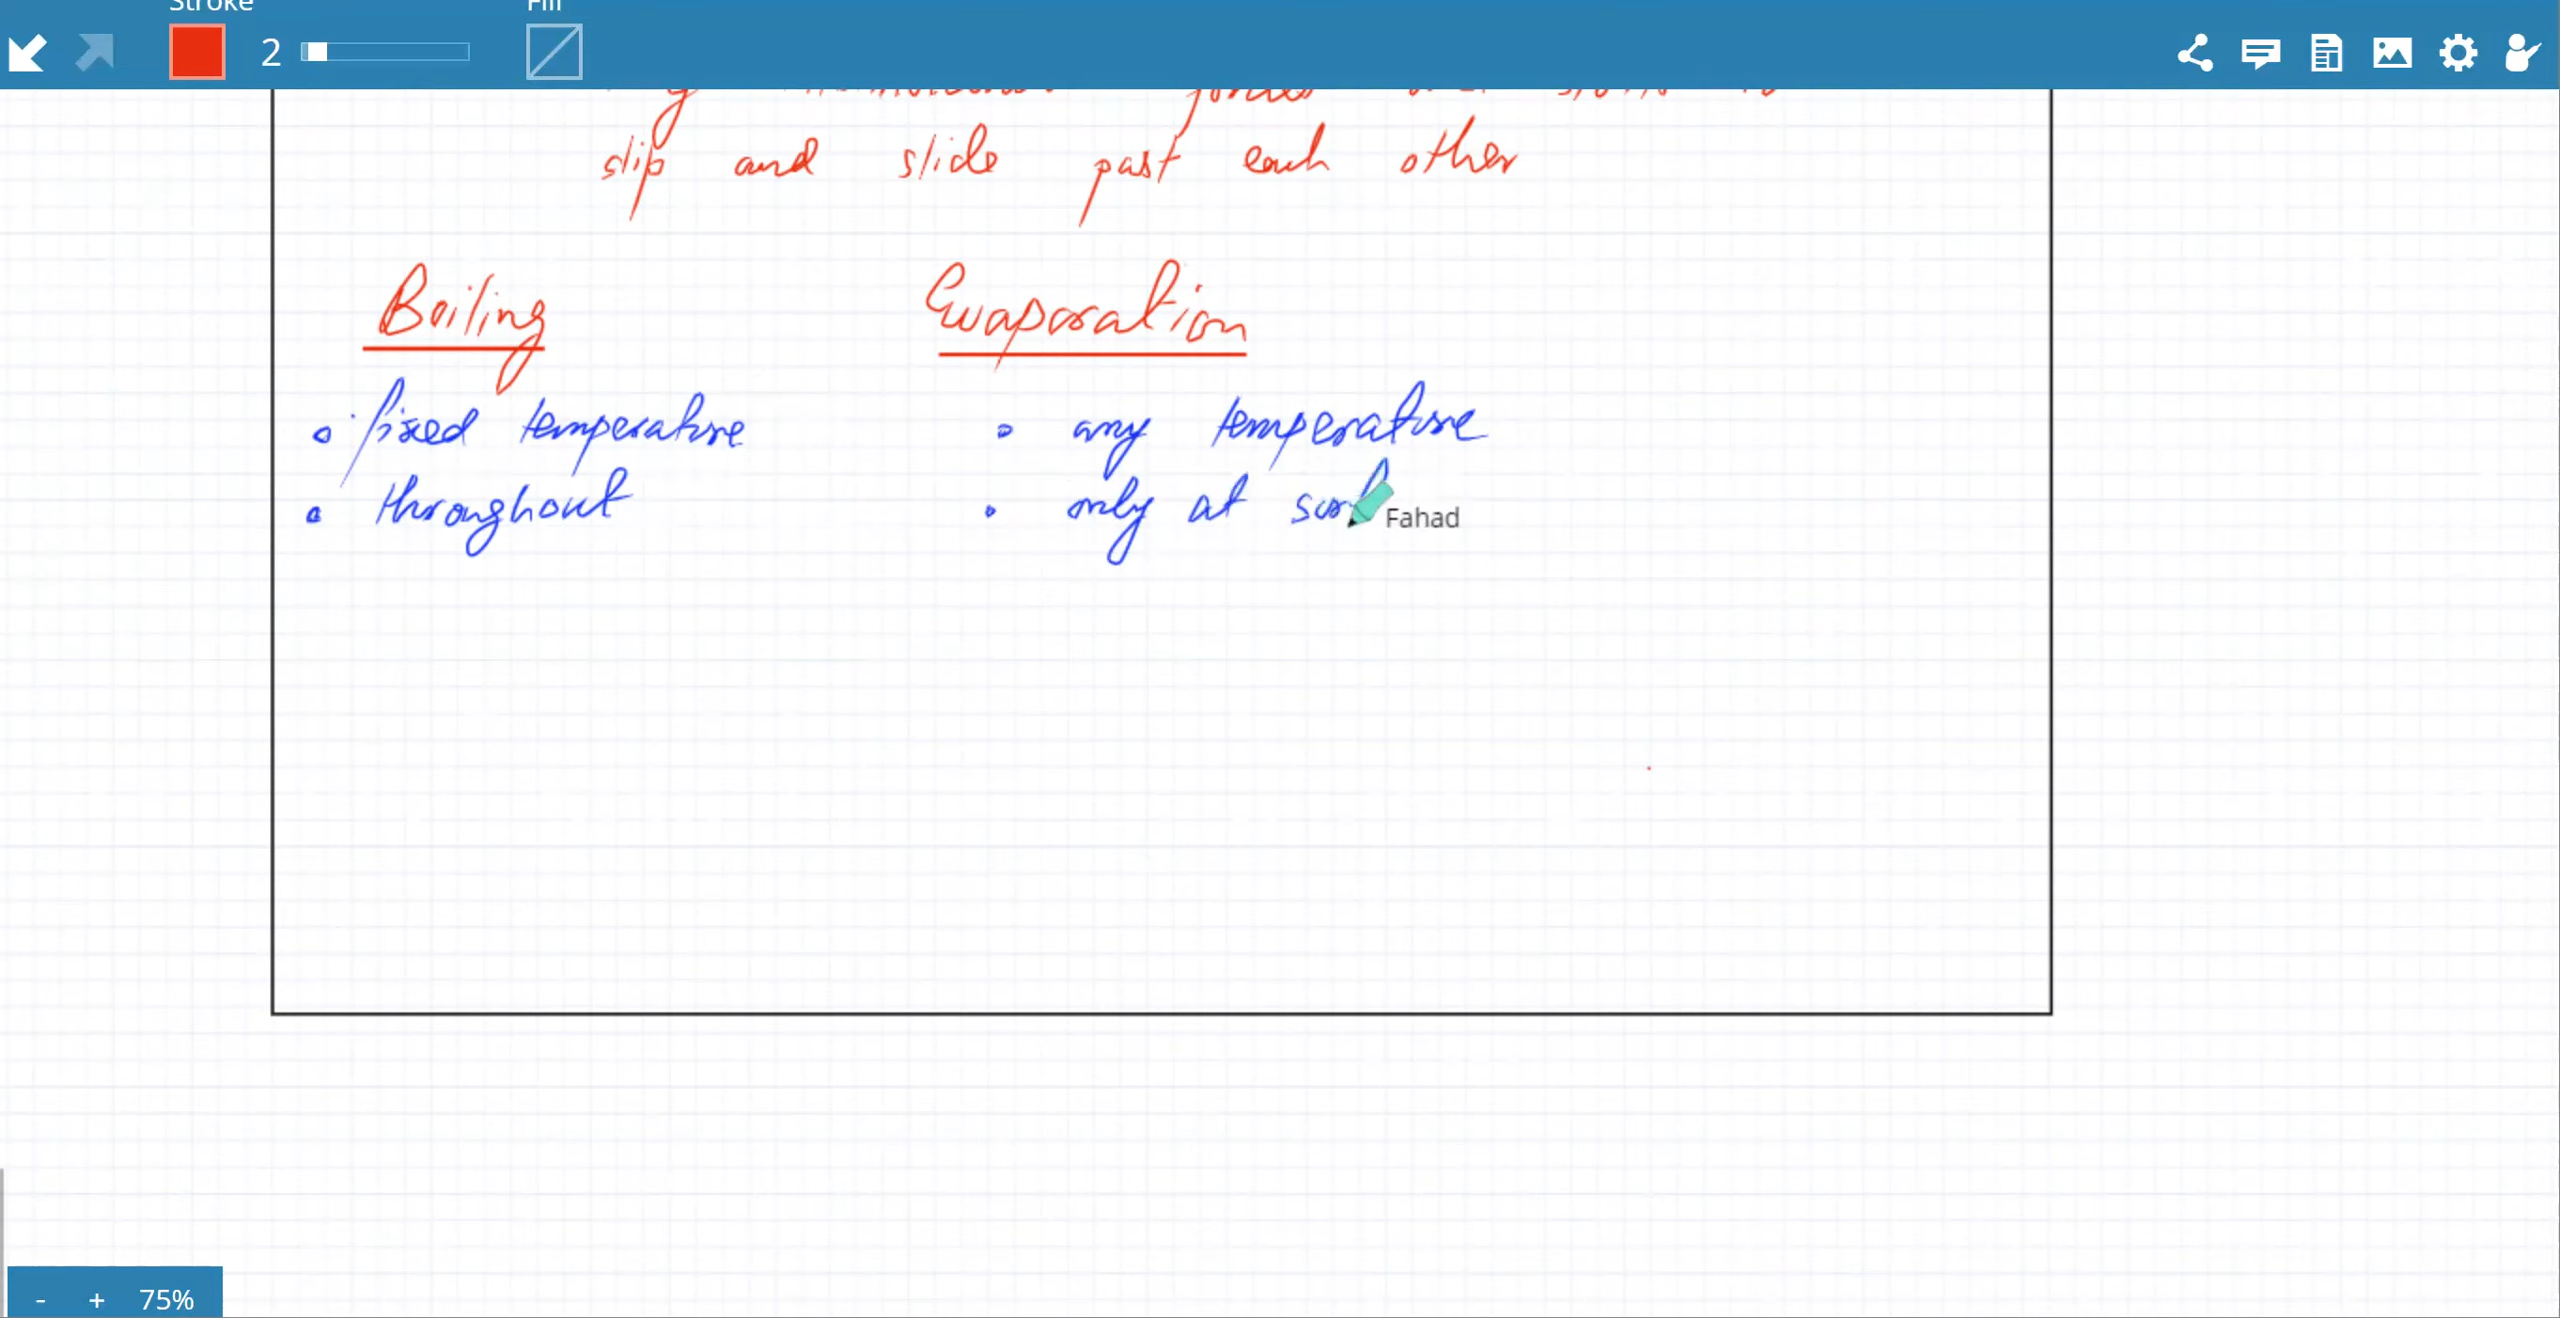 Stroke
Fill
2
slip and slide past each other
Boiling
Evaporation
fixed temperature
any temperature
throughout
only at surf
Fahad
- + 75%